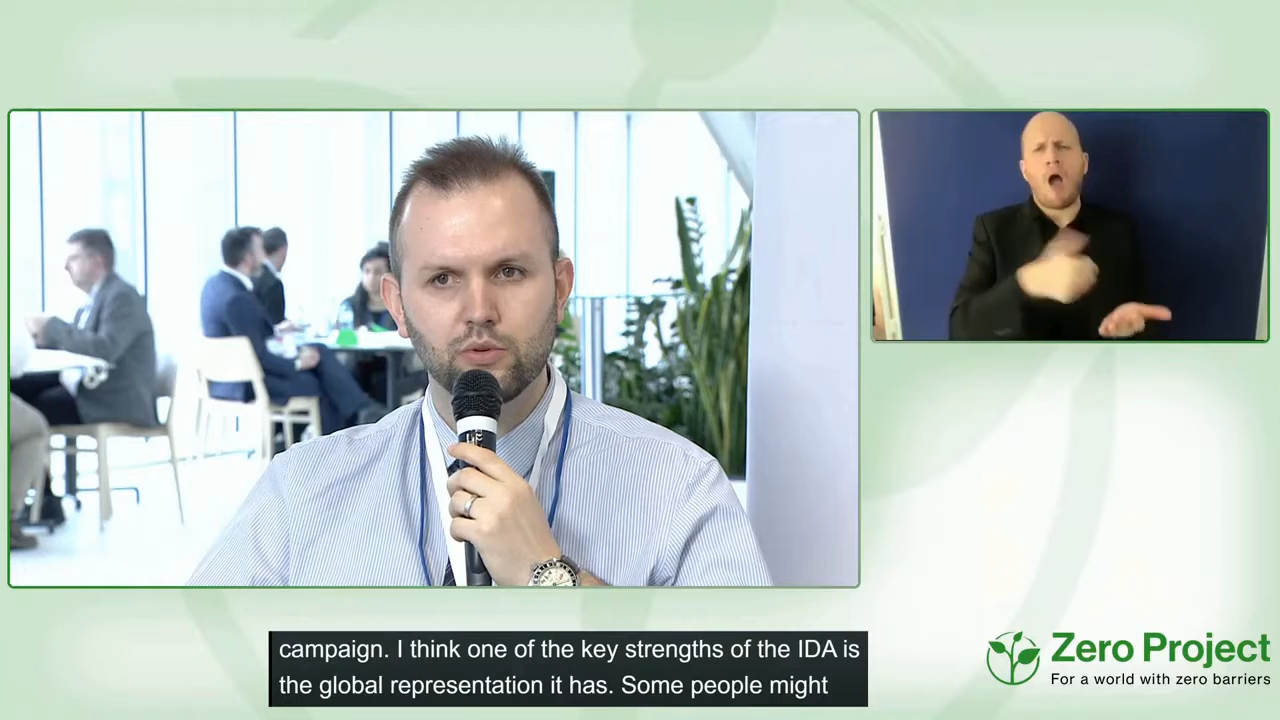 campaign. I think one of the key strengths of the IDA is
the global representation it has. Some people might
Zero Project
For a world with zero barriers